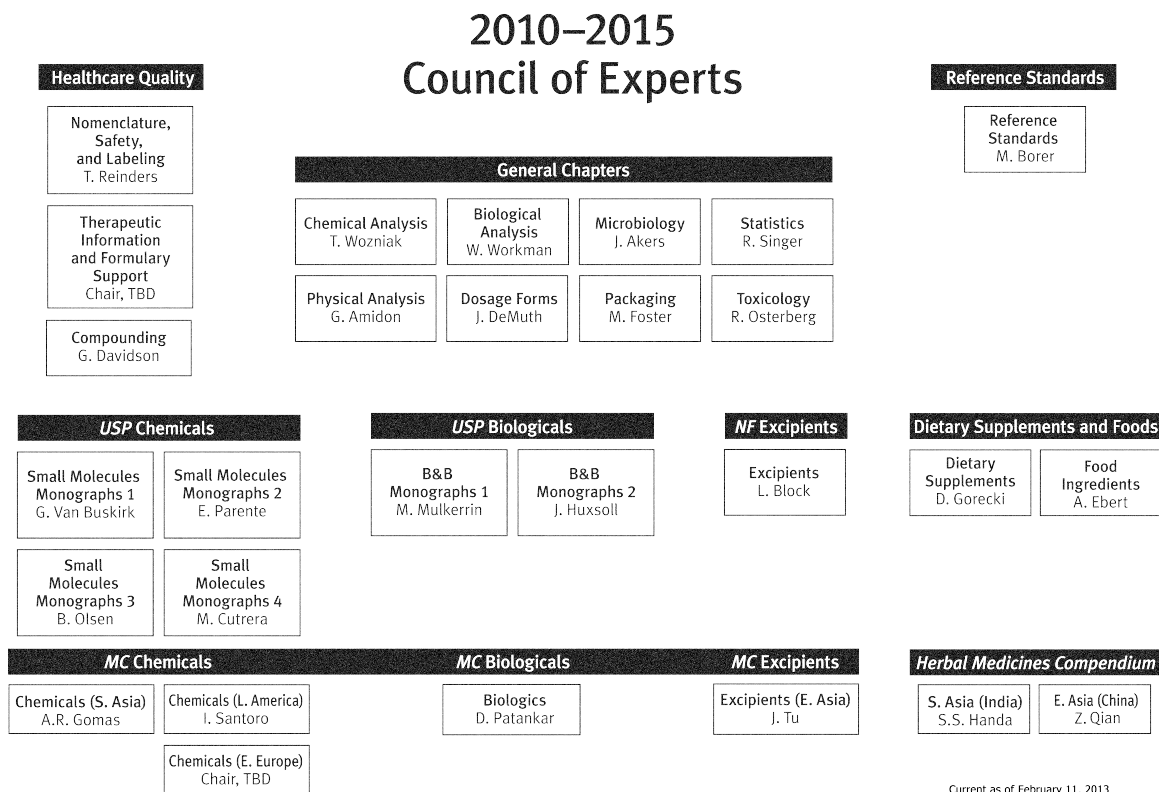 2010–2015
Council of Experts
Healthcare Quality
Nomenclature,
Safety,
and Labeling
T. Reinders
Therapeutic
Information
and Formulary
Support
Chair, TBD
Compounding
G. Davidson
General Chapters
Chemical Analysis
T. Wozniak
Biological
Analysis
W. Workman
Microbiology
J. Akers
Statistics
R. Singer
Physical Analysis
G. Amidon
Dosage Forms
J. DeMuth
Packaging
M. Foster
Toxicology
R. Osterberg
Reference Standards
Reference
Standards
M. Borer
USP Chemicals
Small Molecules
Monographs 1
G. Van Buskirk
Small Molecules
Monographs 2
E. Parente
Small
Molecules
Monographs 3
B. Olsen
Small
Molecules
Monographs 4
M. Cutrera
USP Biologicals
B&B
Monographs 1
M. Mulkerrin
B&B
Monographs 2
J. Huxsoll
NF Excipients
Excipients
L. Block
Dietary Supplements and Foods
Dietary
Supplements
D. Gorecki
Food
Ingredients
A. Ebert
MC Chemicals
Chemicals (S. Asia)
A.R. Gomas
Chemicals (L. America)
I. Santoro
Chemicals (E. Europe)
Chair, TBD
MC Biologicals
Biologics
D. Patankar
MC Excipients
Excipients (E. Asia)
J. Tu
Herbal Medicines Compendium
S. Asia (India)
S.S. Handa
E. Asia (China)
Z. Qian
Current as of February 11, 2013